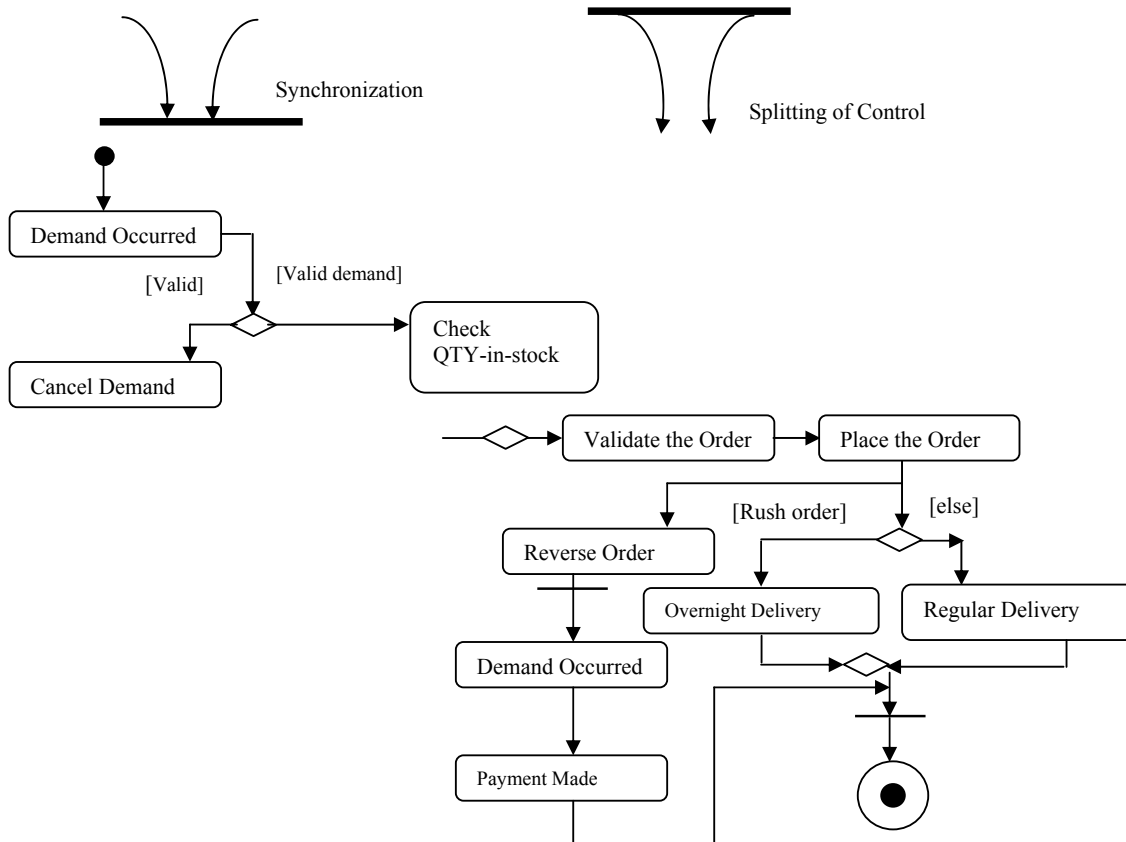 Synchronization
Splitting of Control
Demand Occurred
[Valid]
[Valid demand]
Check
QTY-in-stock
Cancel Demand
Validate the Order
Place the Order
[Rush order]
[else]
Reverse Order
Overnight Delivery
Regular Delivery
Demand Occurred
Payment Made